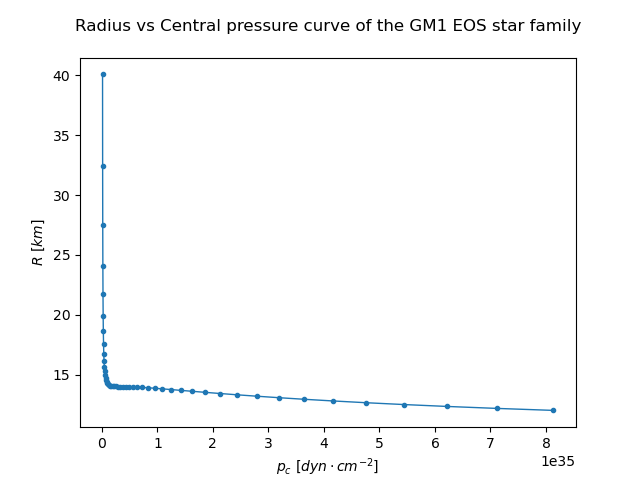 Radius vs Central pressure curve of the GM1 EOS star family
40
35
30
25
20
15
R [km]
0 1 2 3 4 5 6 7 8
1e35
p_c [dyn · cm^{-2}]